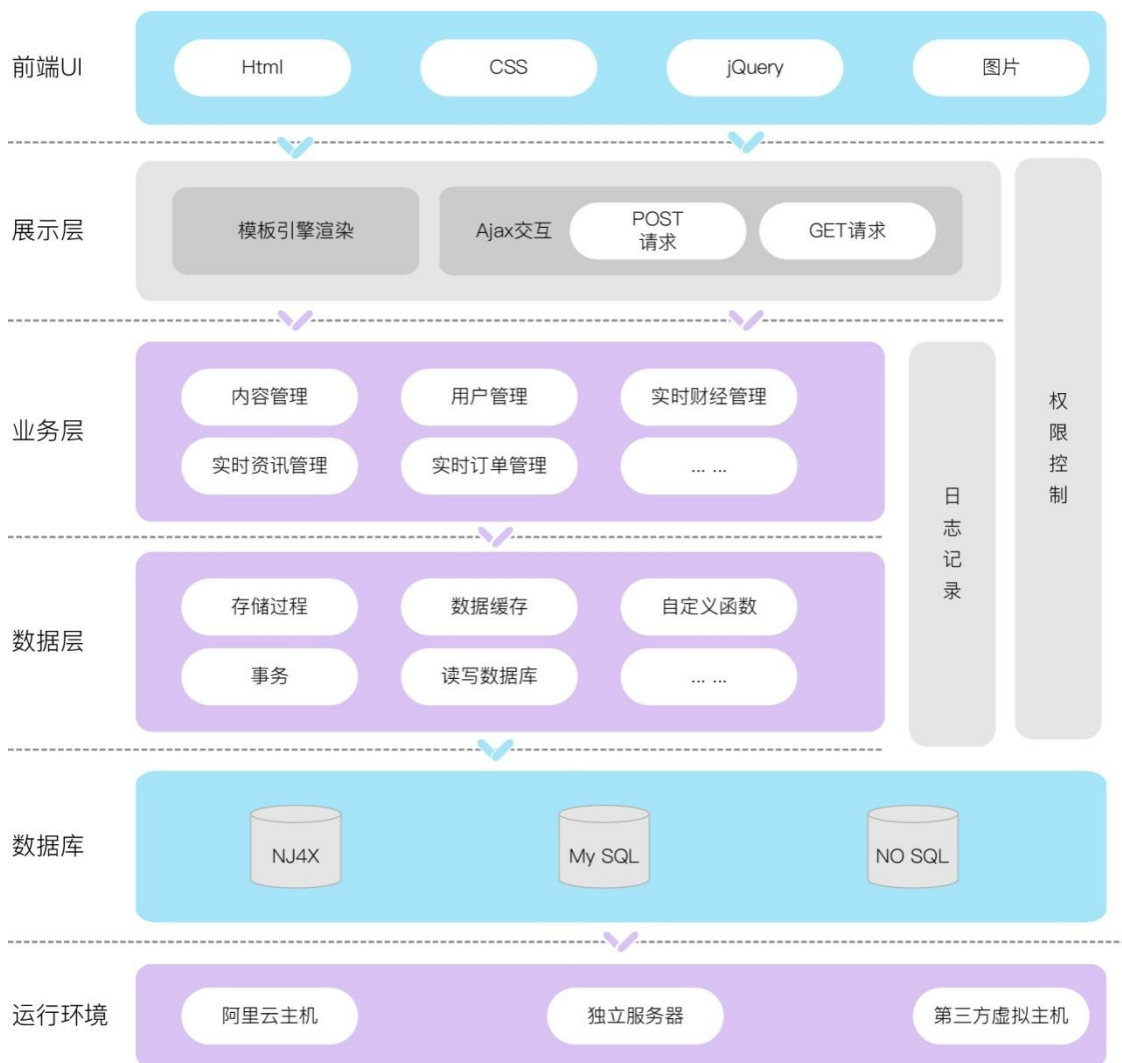 前端UI
Html
CSS
jQuery
图片
展示层
模板引擎渲染
Ajax交互
POST
请求
GET请求
业务层
内容管理
用户管理
实时财经管理
实时资讯管理
实时订单管理
... ...
数据层
存储过程
数据缓存
自定义函数
事务
读写数据库
... ...
日
志
记
录
权
限
控
制
数据库
NJ4X
My SQL
NO SQL
运行环境
阿里云主机
独立服务器
第三方虚拟主机